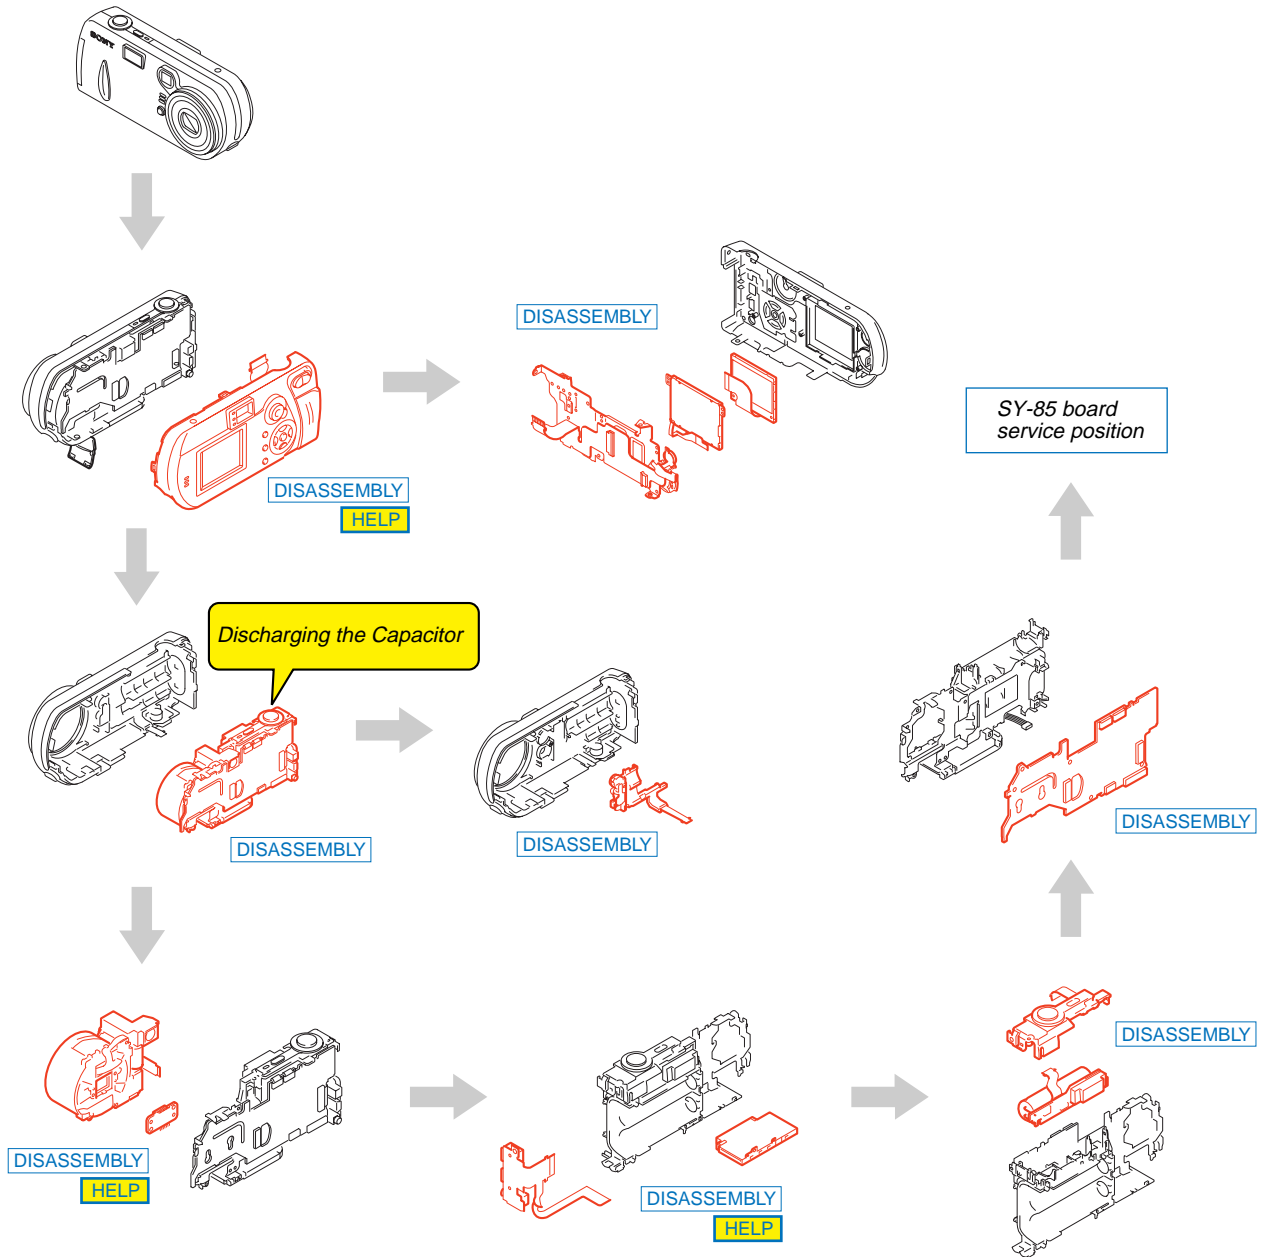 SONY
DISASSEMBLY
SY-85 board
service position
DISASSEMBLY
HELP
Discharging the Capacitor
DISASSEMBLY
DISASSEMBLY
DISASSEMBLY
DISASSEMBLY
DISASSEMBLY
HELP
DISASSEMBLY
HELP